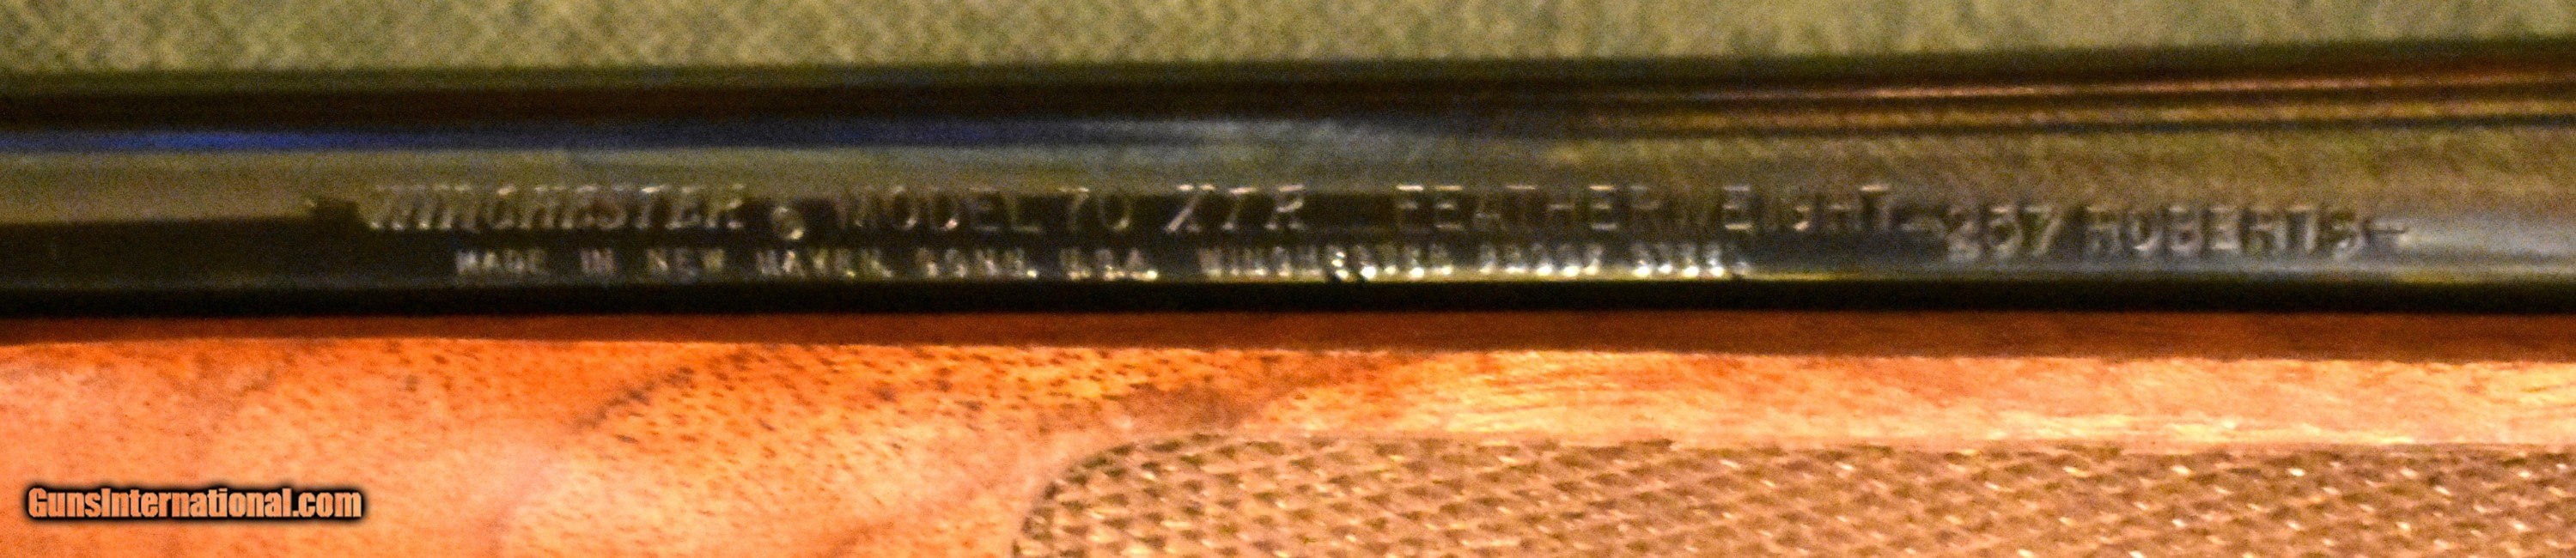 WINCHESTER ® MODEL 70 XTR FEATHERWEIGHT -257 ROBERTS-
MADE IN NEW HAVEN, CONN. U.S.A. WINCHESTER PROOF STEEL
GunsInternational.com